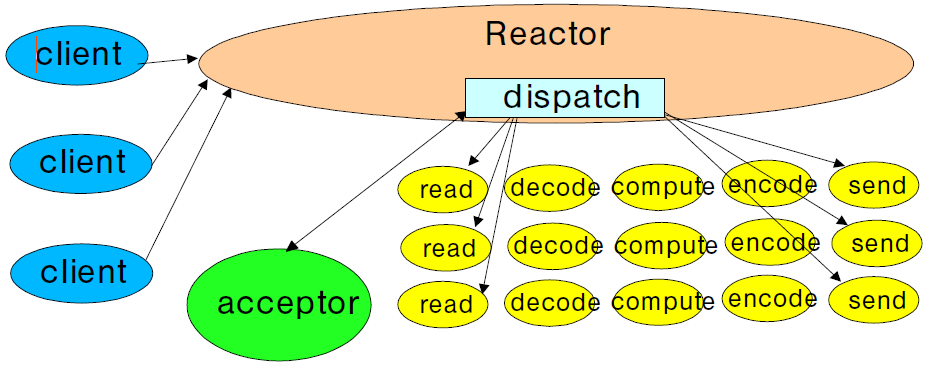 Reactor
client
dispatch
client
client
acceptor
read decode compute encode send
read decode compute encode send
read decode compute encode send